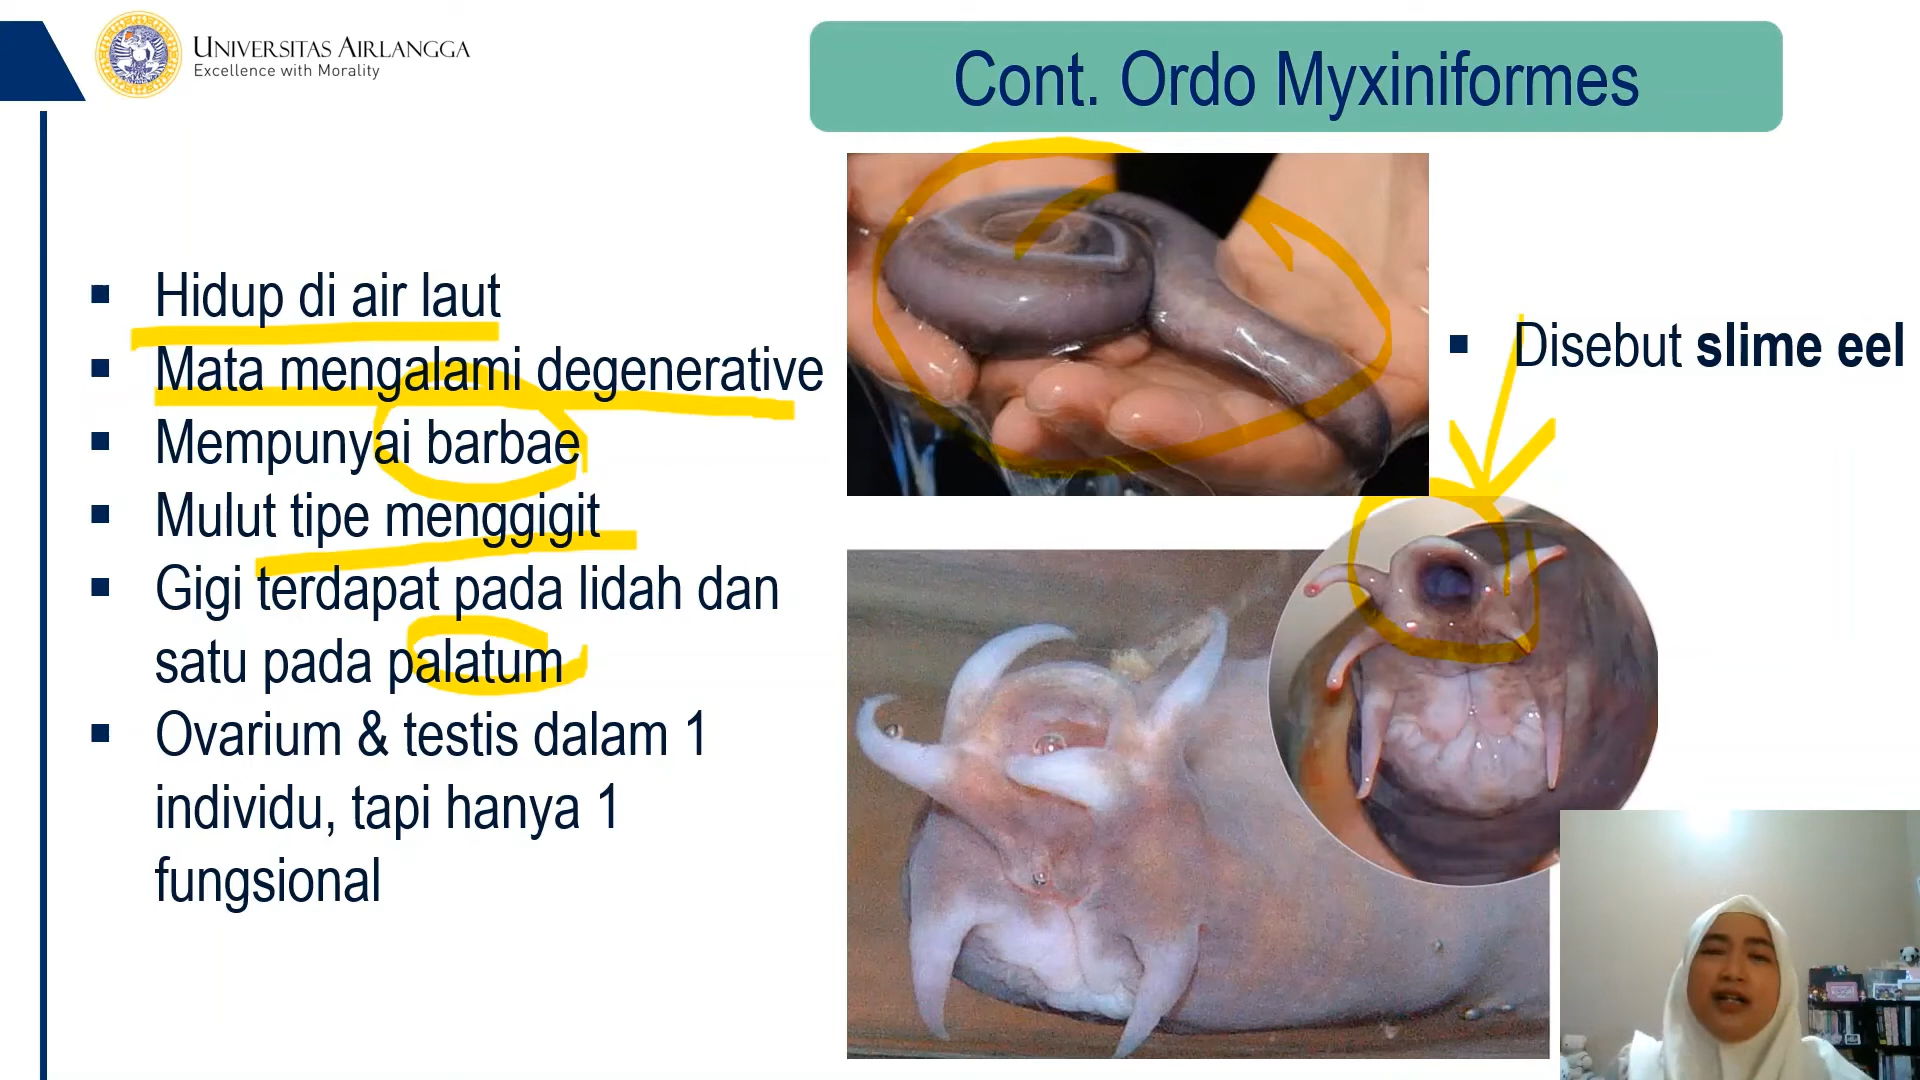 UNIVERSITAS AIRLANGGA
Excellence with Morality
Cont. Ordo Myxiniformes
▪ Hidup di air laut
▪ Mata mengalami degenerative
▪ Mempunyai barbae
▪ Mulut tipe menggigit
▪ Gigi terdapat pada lidah dan
satu pada palatum
▪ Ovarium & testis dalam 1
individu, tapi hanya 1
fungsional
▪ Disebut slime eel